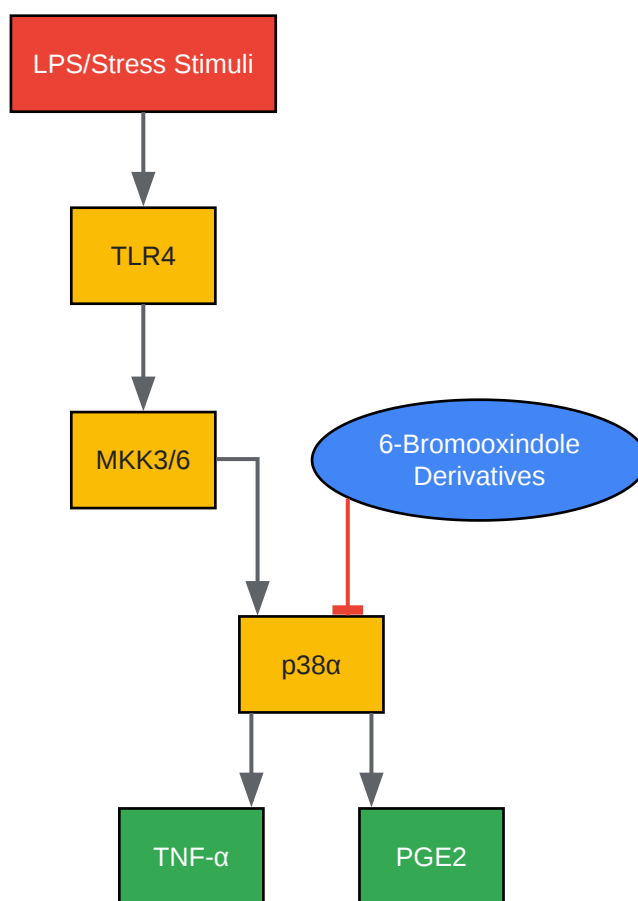 LPS/Stress Stimuli
TLR4
MKK3/6
6-Bromooxindole
Derivatives
p38α
TNF-α
PGE2